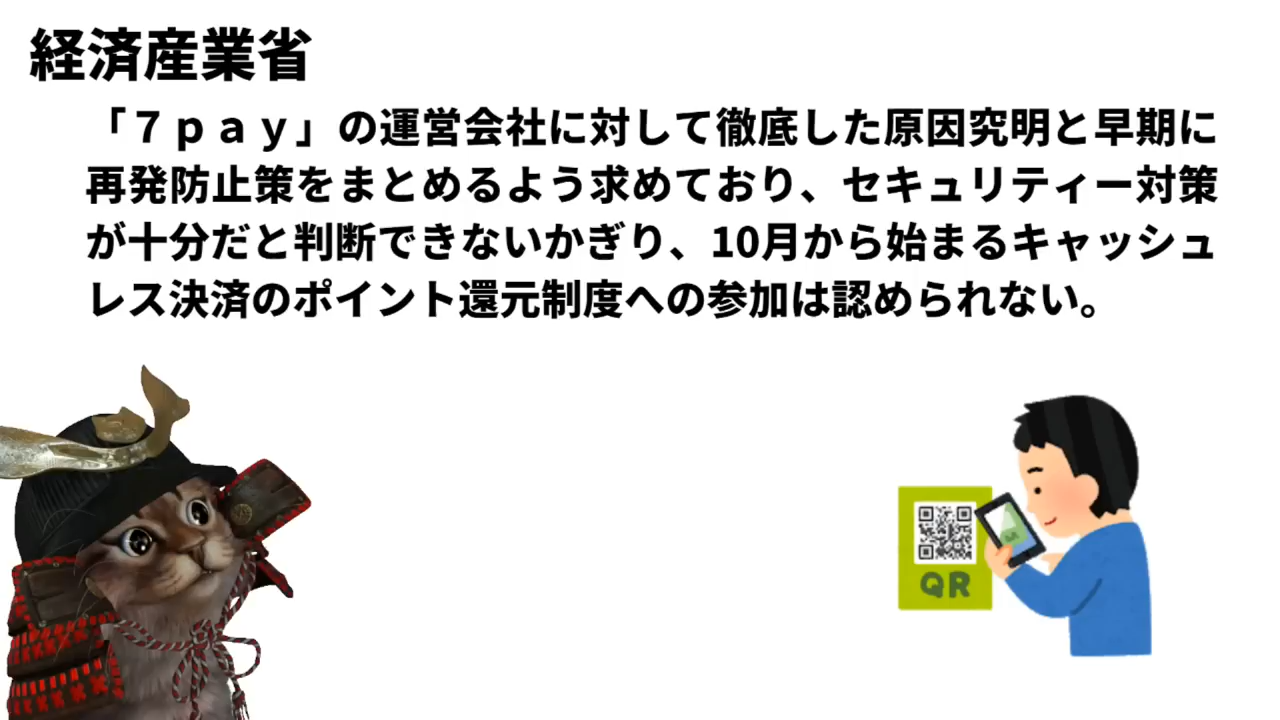 経済産業省
「７ｐａｙ」の運営会社に対して徹底した原因究明と早期に
再発防止策をまとめるよう求めており、セキュリティー対策
が十分だと判断できないかぎり、10月から始まるキャッシュ
レス決済のポイント還元制度への参加は認められない。
QR